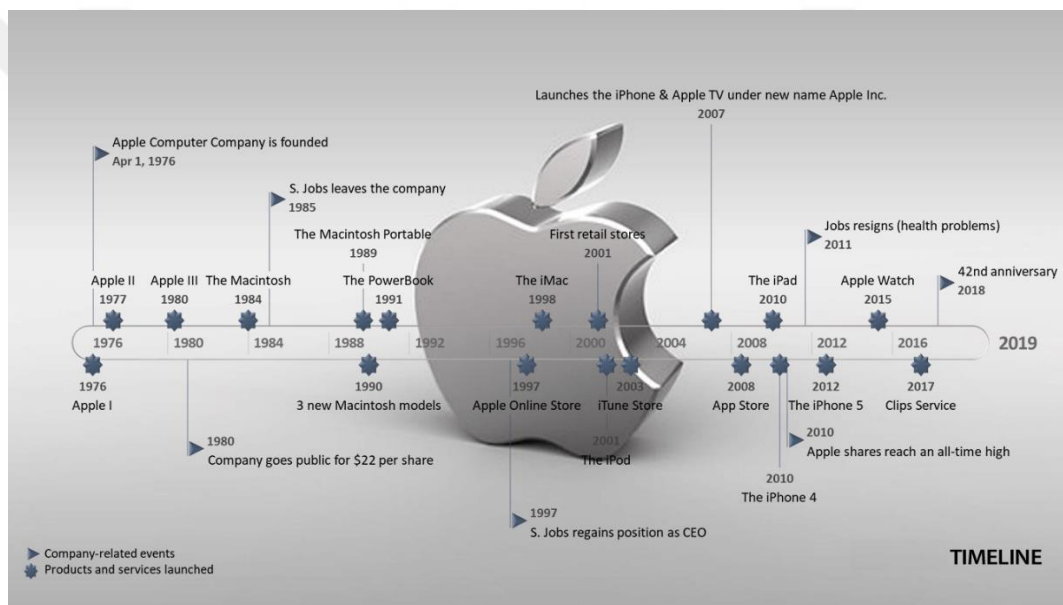 Launches the iPhone & Apple TV under new name Apple Inc.
2007
Apple Computer Company is founded
Apr 1, 1976
S. Jobs leaves the company
1985
The Macintosh Portable
1989
First retail stores
2001
Jobs resigns (health problems)
2011
Apple II
1977
Apple III
1980
The Macintosh
1984
The PowerBook
1991
The iMac
1998
The iPad
2010
Apple Watch
2015
42nd anniversary
2018
1976 1980 1984 1988 1992 1996 2000 2004 2008 2012 2016 2019
1976
Apple I
1990
3 new Macintosh models
1997
Apple Online Store
2003
iTune Store
2008
App Store
2012
The iPhone 5
2017
Clips Service
1980
Company goes public for $22 per share
2001
The iPod
2010
Apple shares reach an all-time high
2010
The iPhone 4
1997
S. Jobs regains position as CEO
Company-related events
Products and services launched
TIMELINE